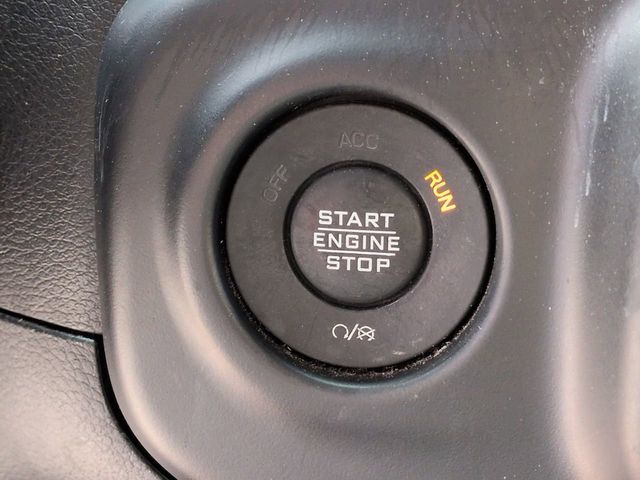 ACC
OFF
RUN
START
ENGINE
STOP